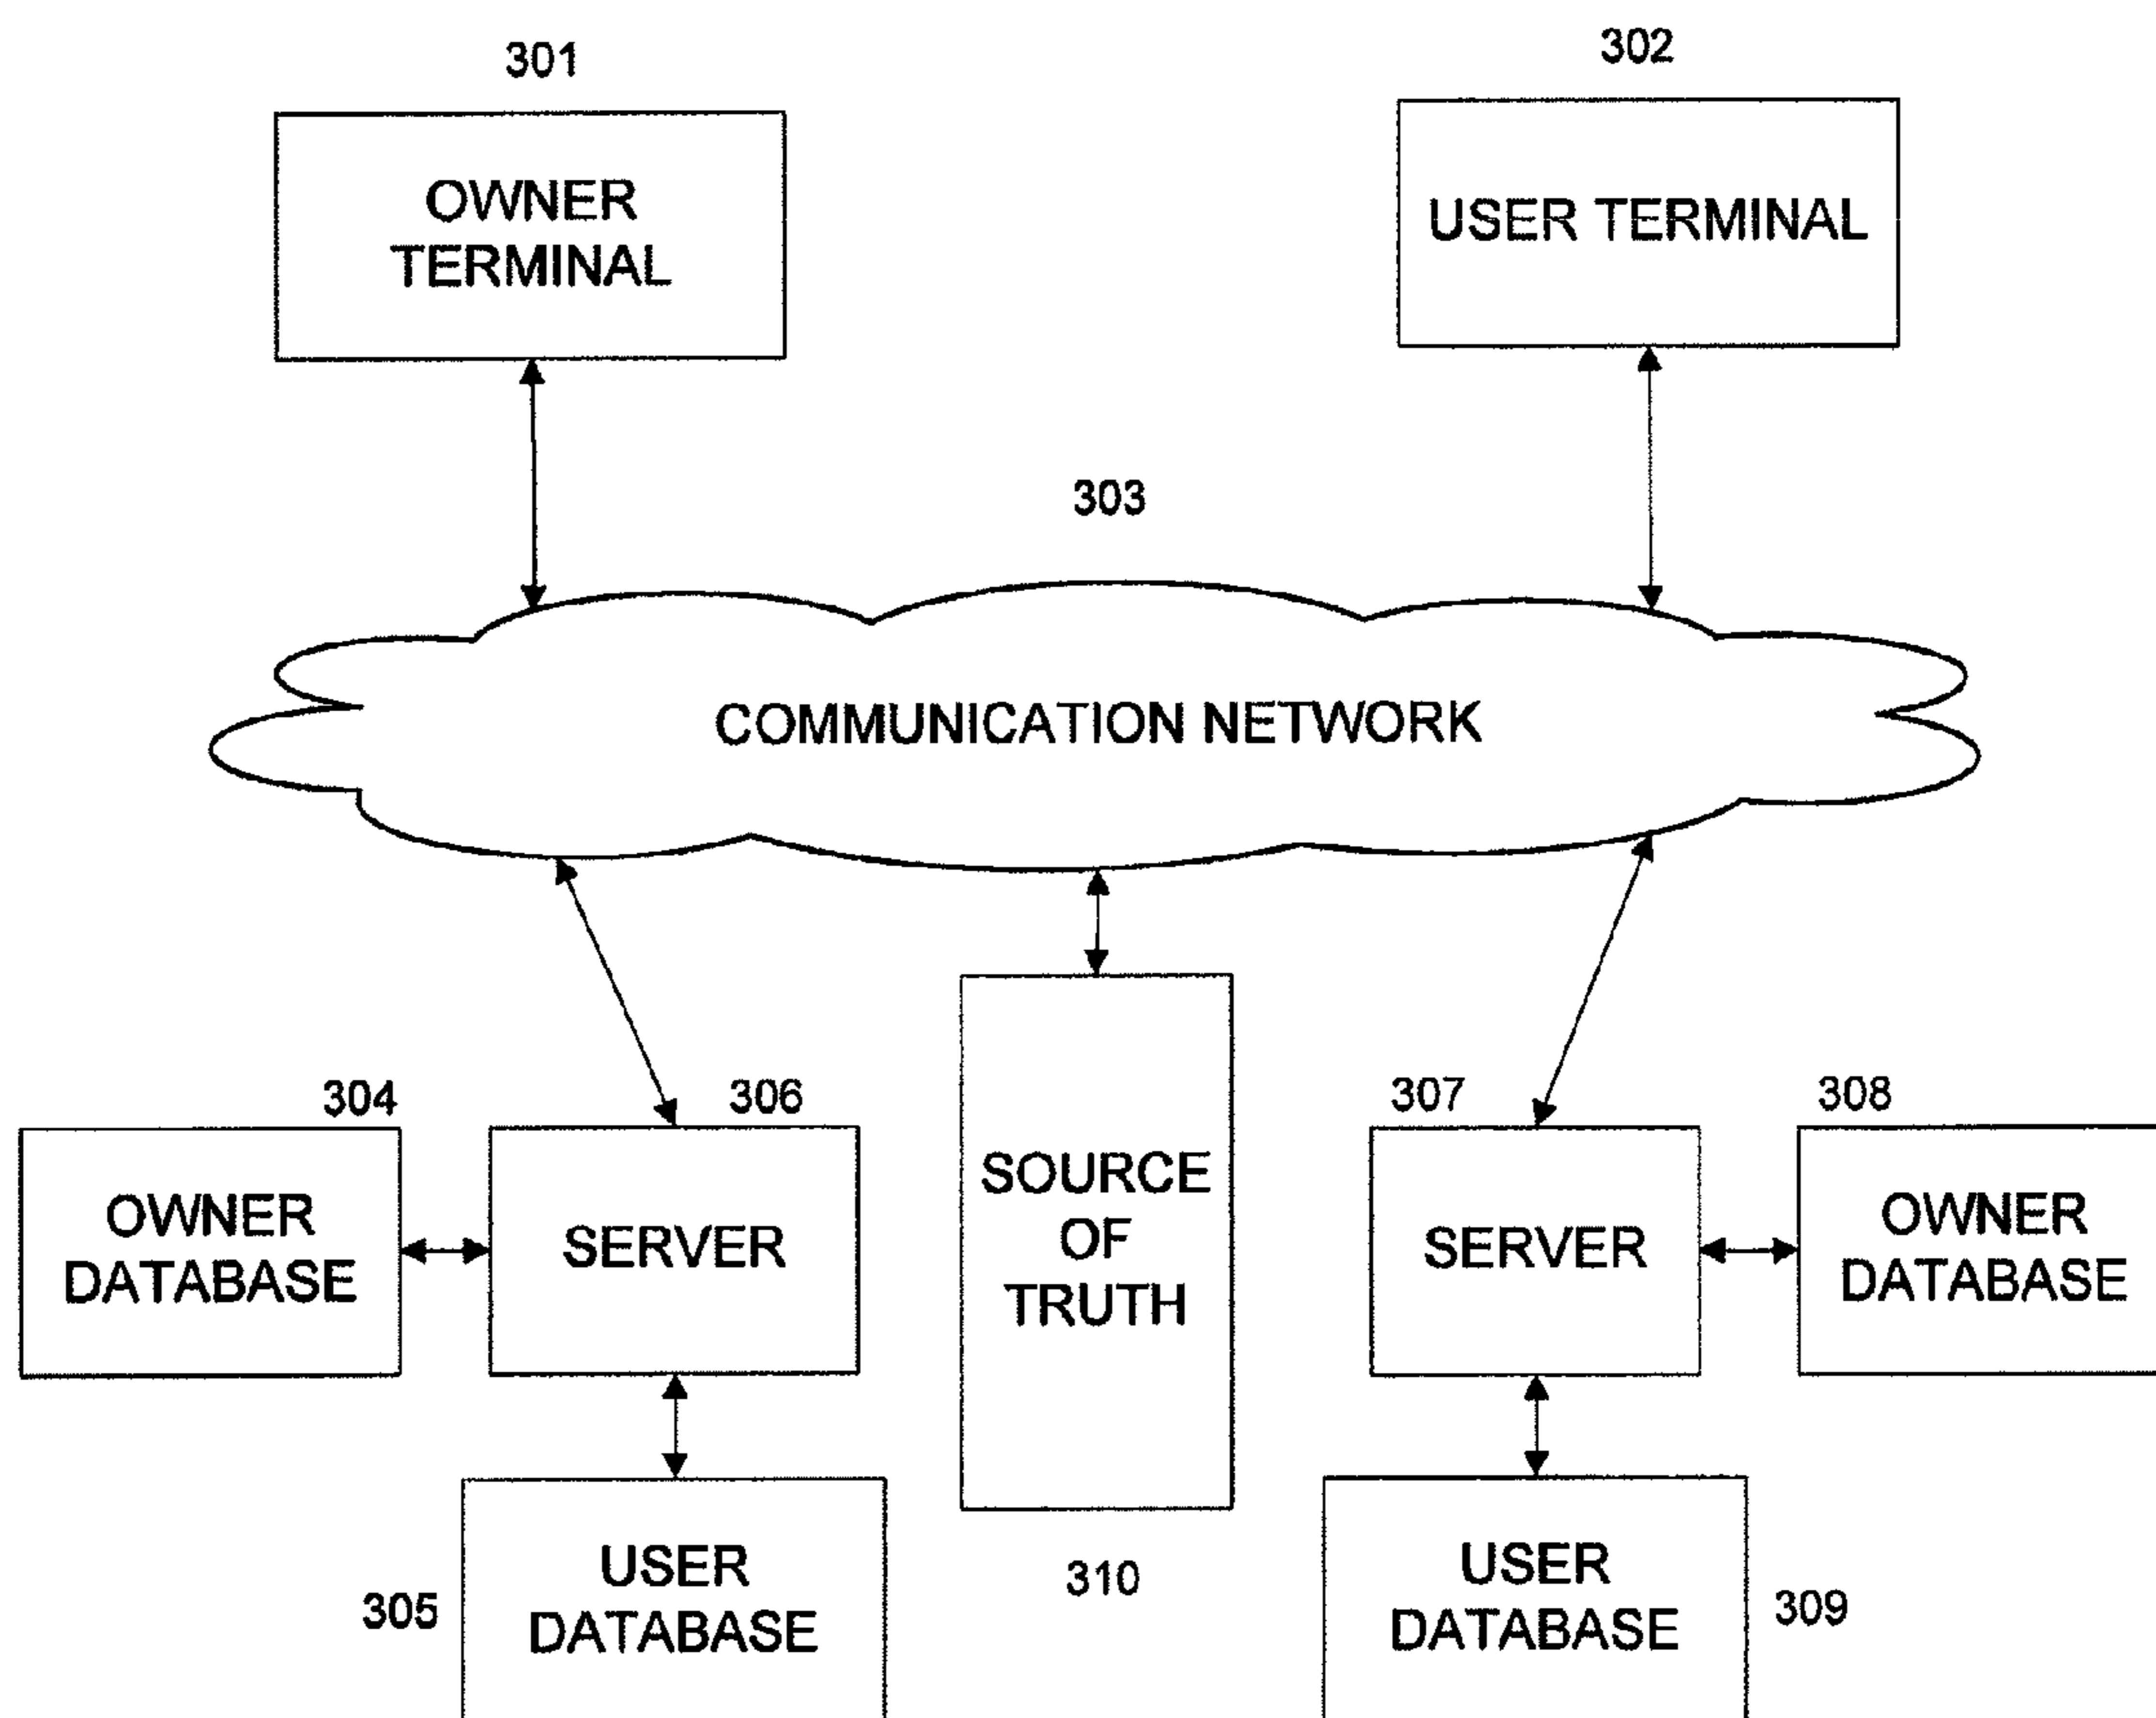 301
302
OWNER
TERMINAL
USER TERMINAL
303
COMMUNICATION NETWORK
304
306
307
308
OWNER
DATABASE
SERVER
SOURCE
OF
TRUTH
SERVER
OWNER
DATABASE
305
USER
DATABASE
310
USER
DATABASE
309